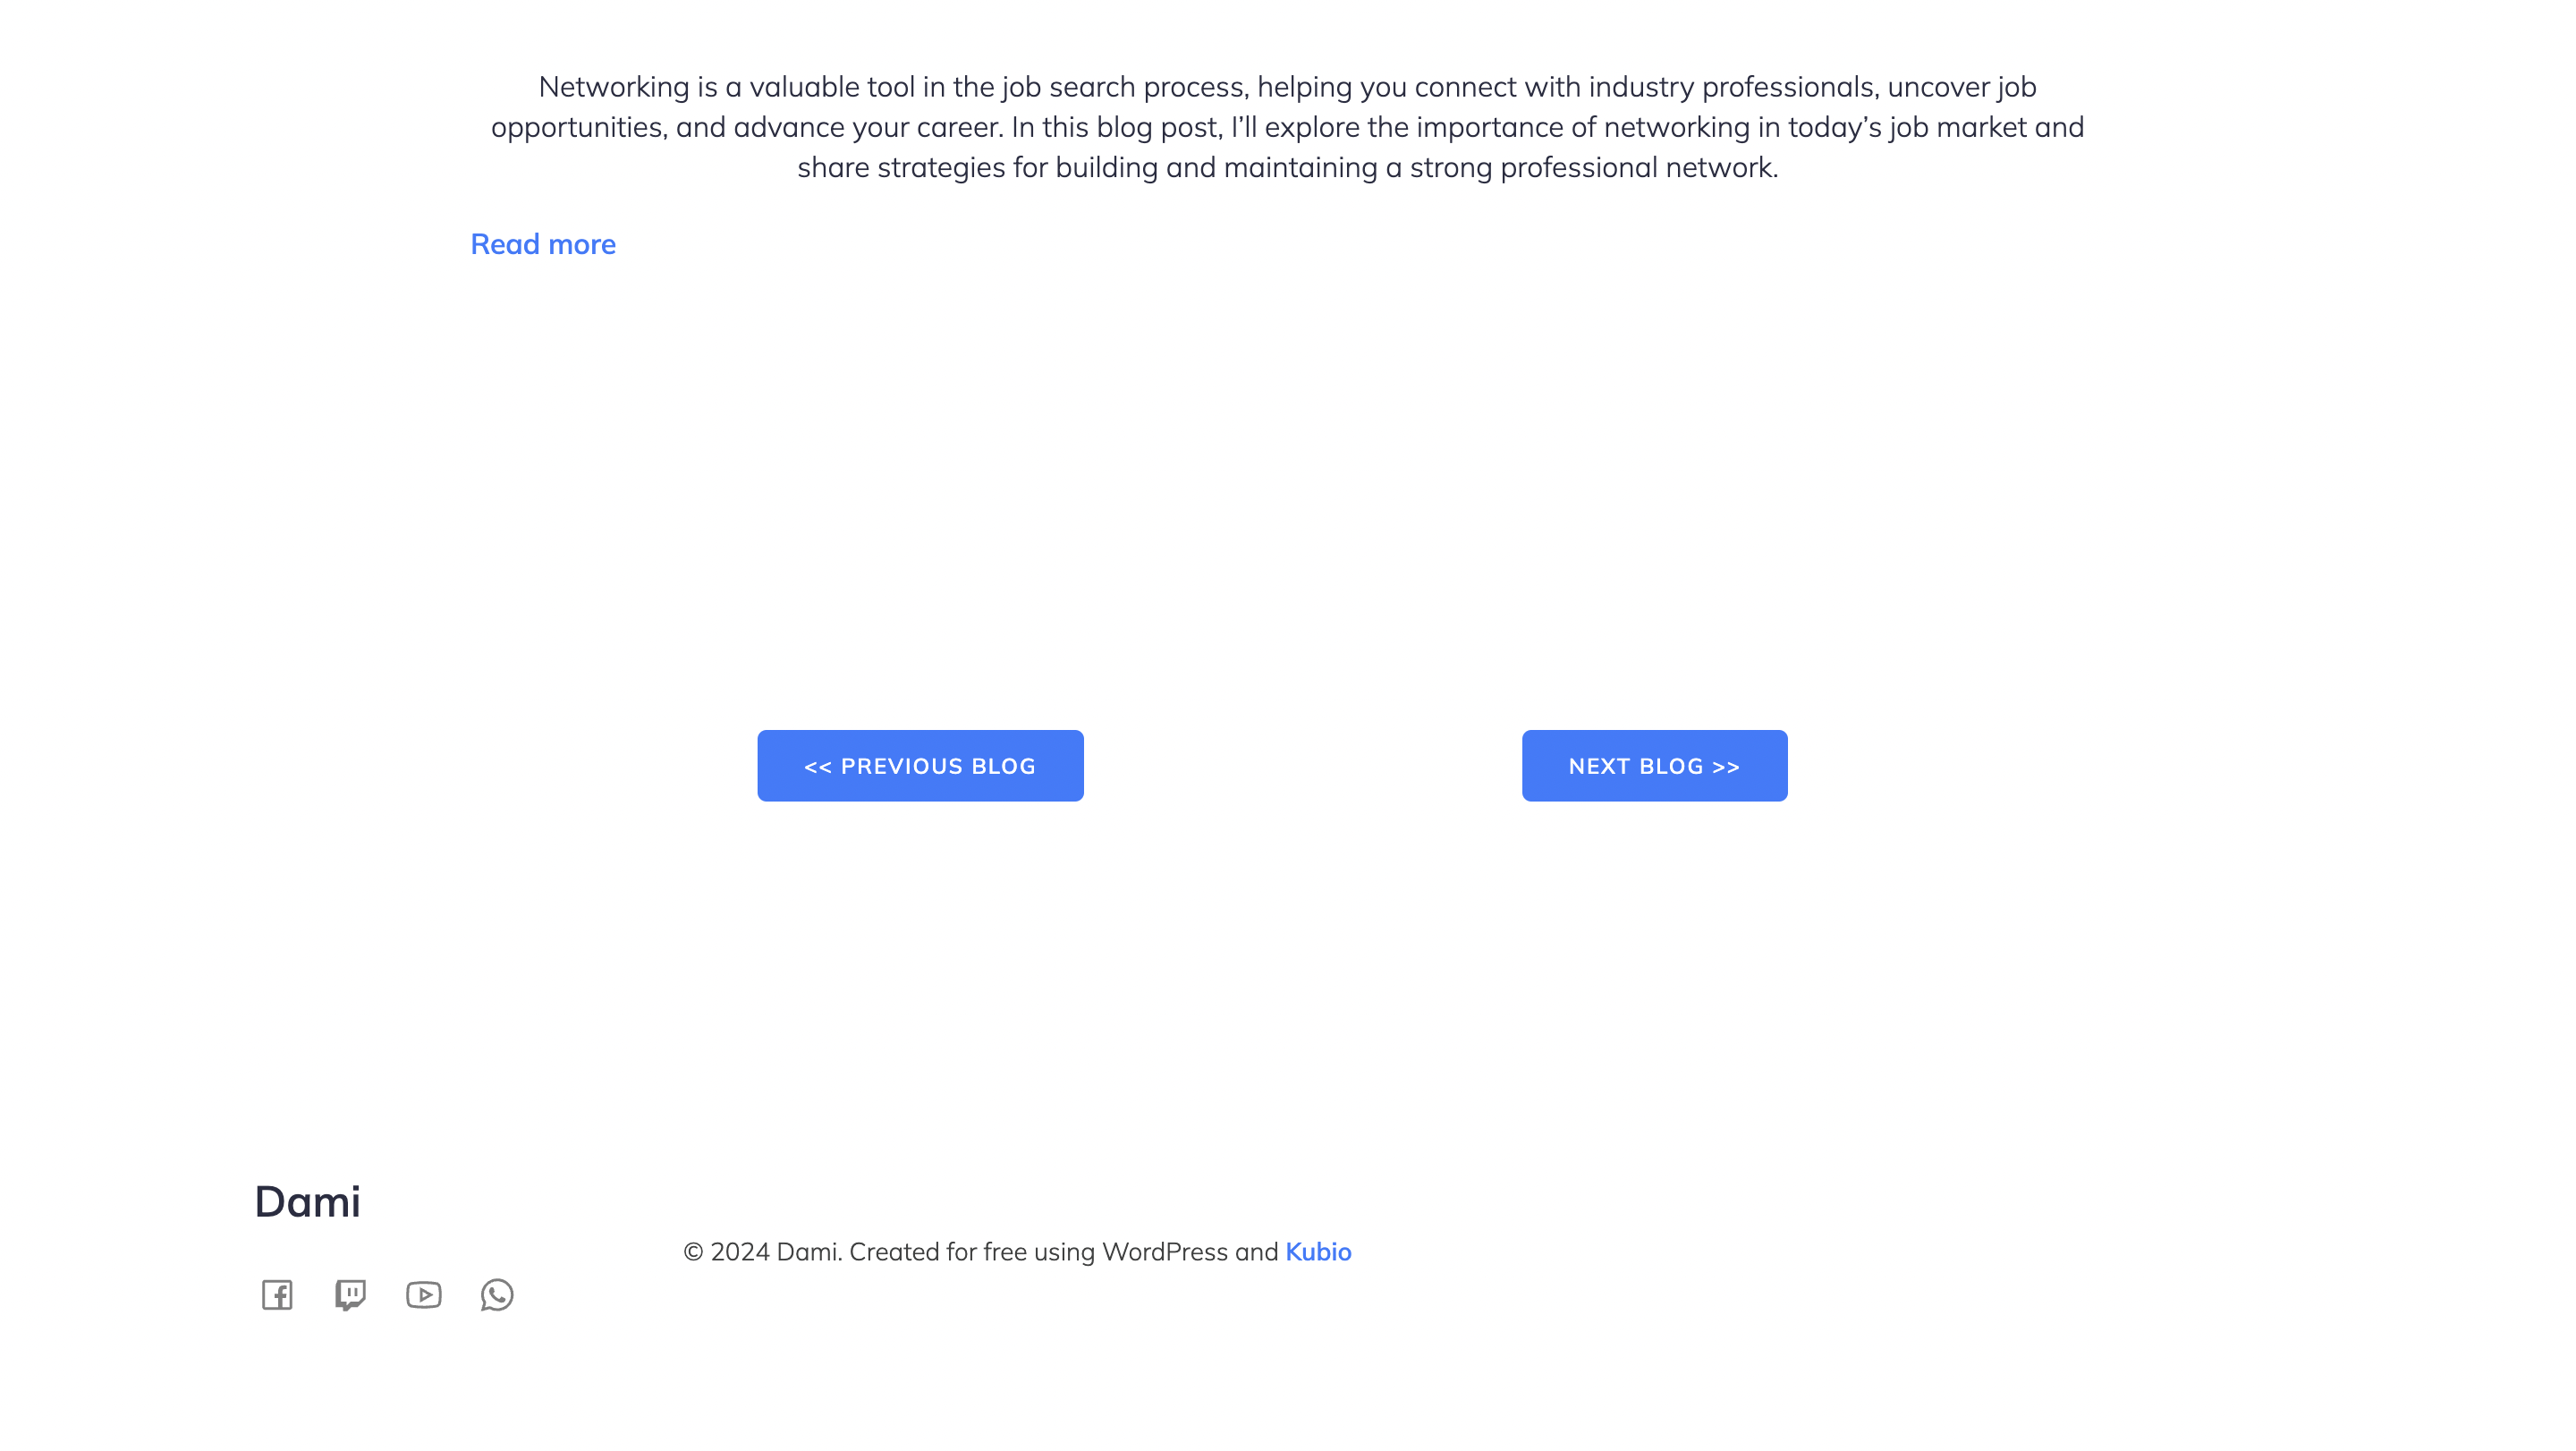 Networking is a valuable tool in the job search process, helping you connect with industry professionals, uncover job
opportunities, and advance your career. In this blog post, I’ll explore the importance of networking in today’s job market and
share strategies for building and maintaining a strong professional network.
Read more
<< PREVIOUS BLOG
NEXT BLOG >>
Dami
© 2024 Dami. Created for free using WordPress and Kubio